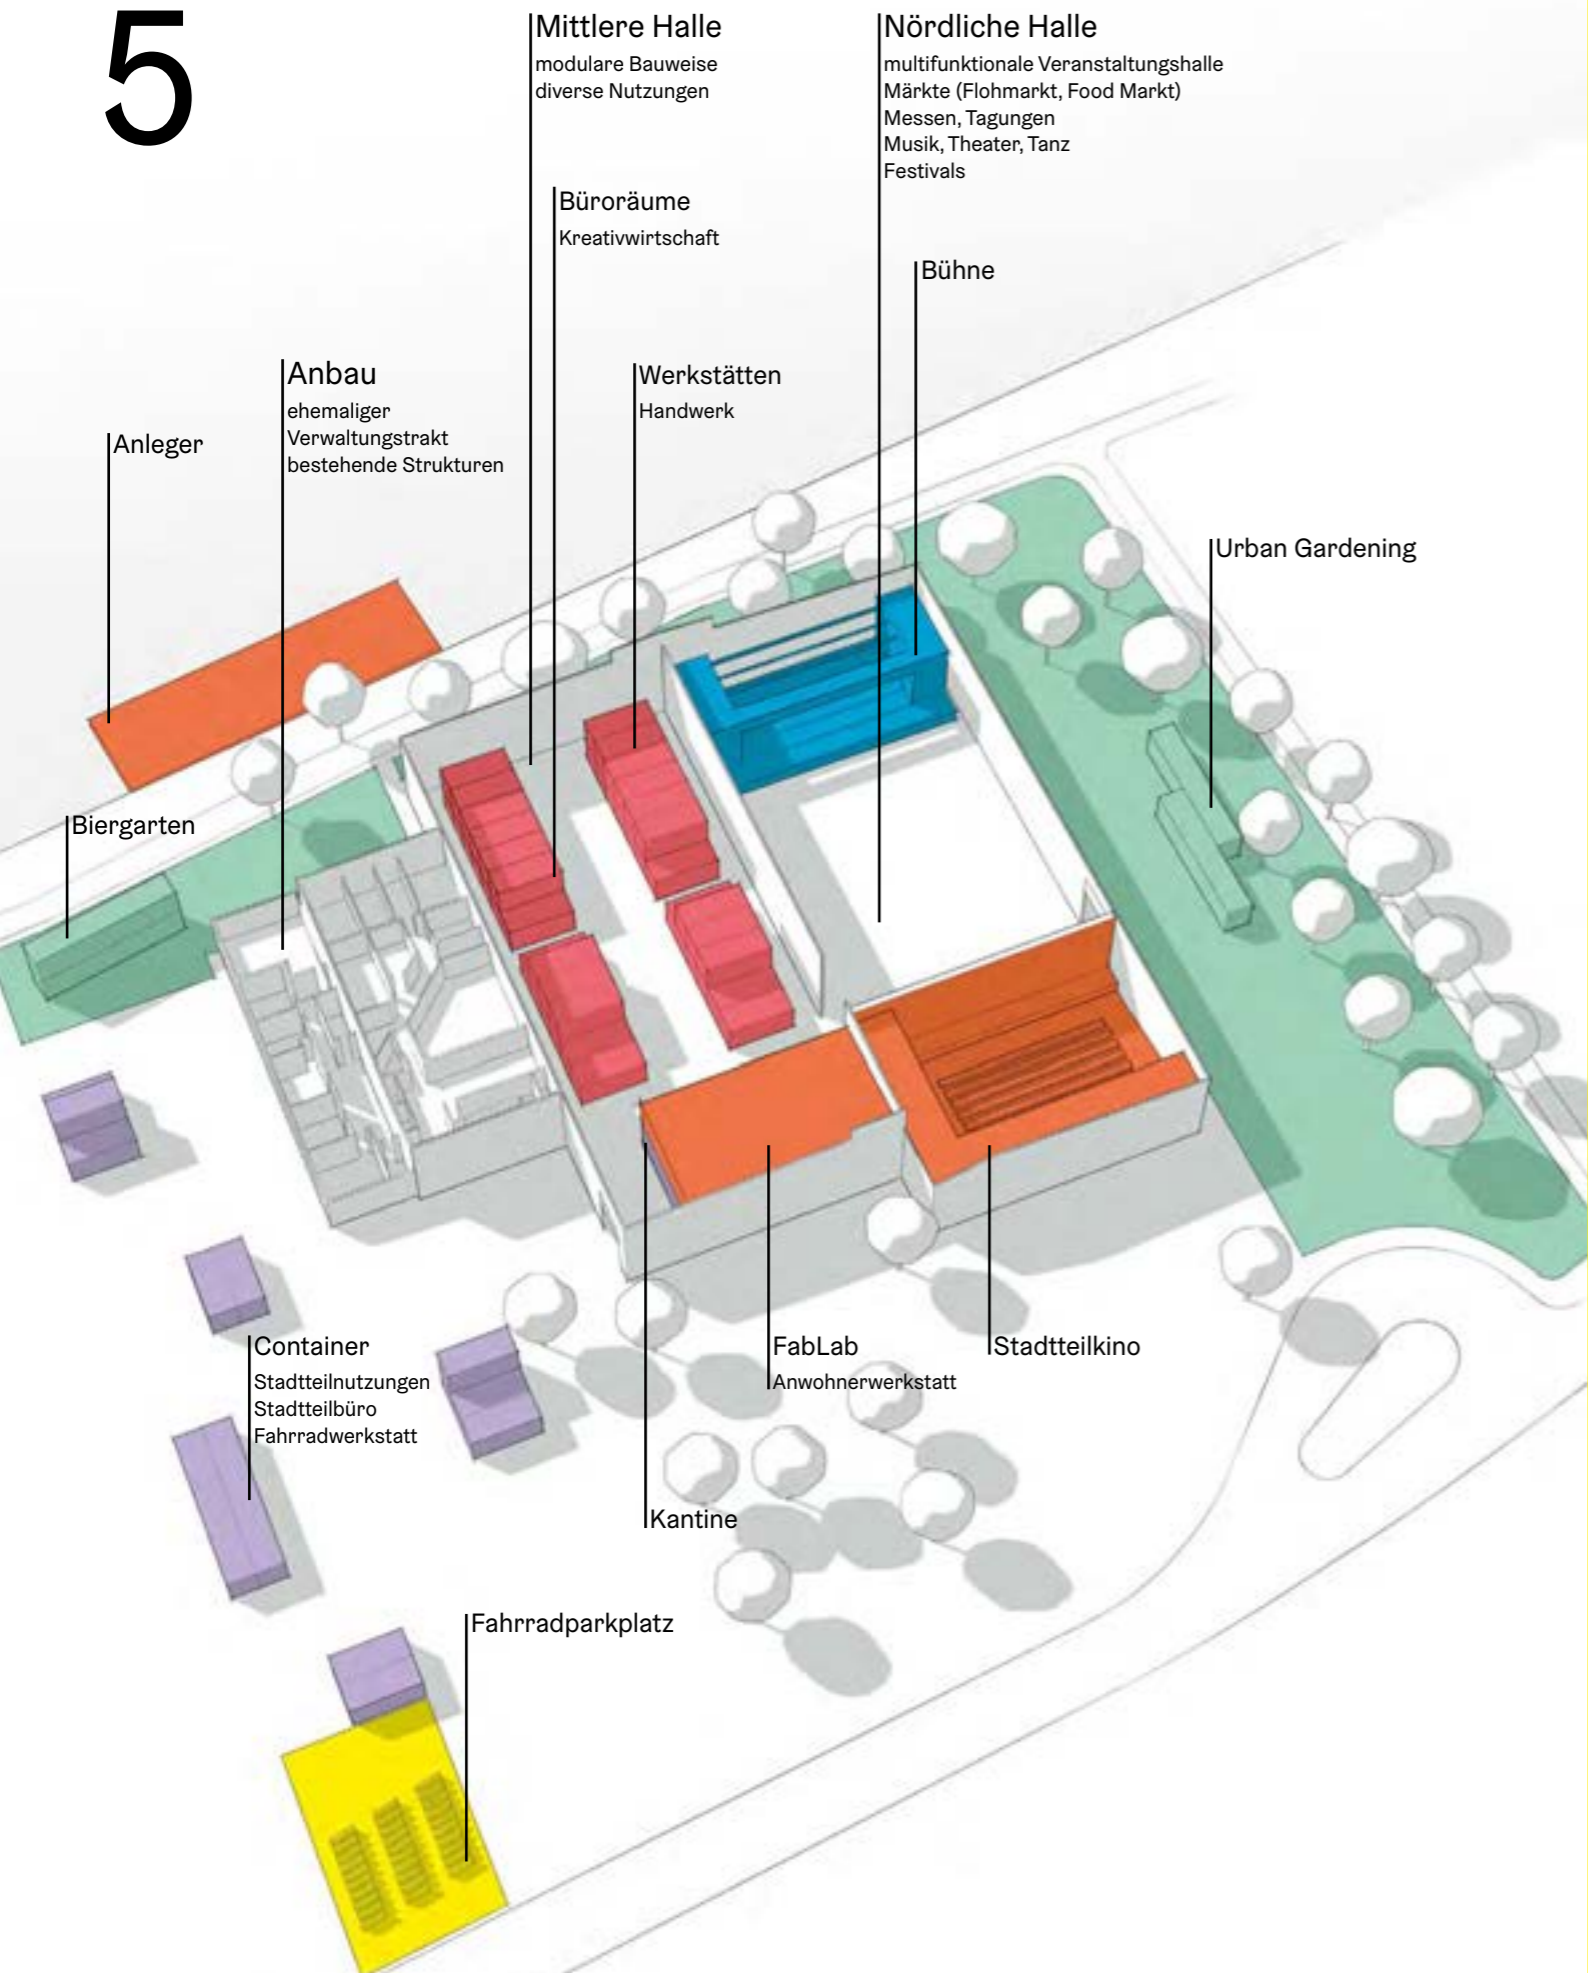 5
Mittlere Halle
modulare Bauweise
diverse Nutzungen
Nördliche Halle
multifunktionale Veranstaltungshalle
Märkte (Flohmarkt, Food Markt)
Messen, Tagungen
Musik, Theater, Tanz
Festivals
Büroräume
Kreativwirtschaft
Bühne
Anbau
ehemaliger
Verwaltungstrakt
bestehende Strukturen
Werkstätten
Handwerk
Anleger
Urban Gardening
Biergarten
Container
Stadtteilnutzungen
Stadtteilbüro
Fahrradwerkstatt
FabLab
Anwohnerwerkstatt
Stadtteilkino
Kantine
Fahrradparkplatz